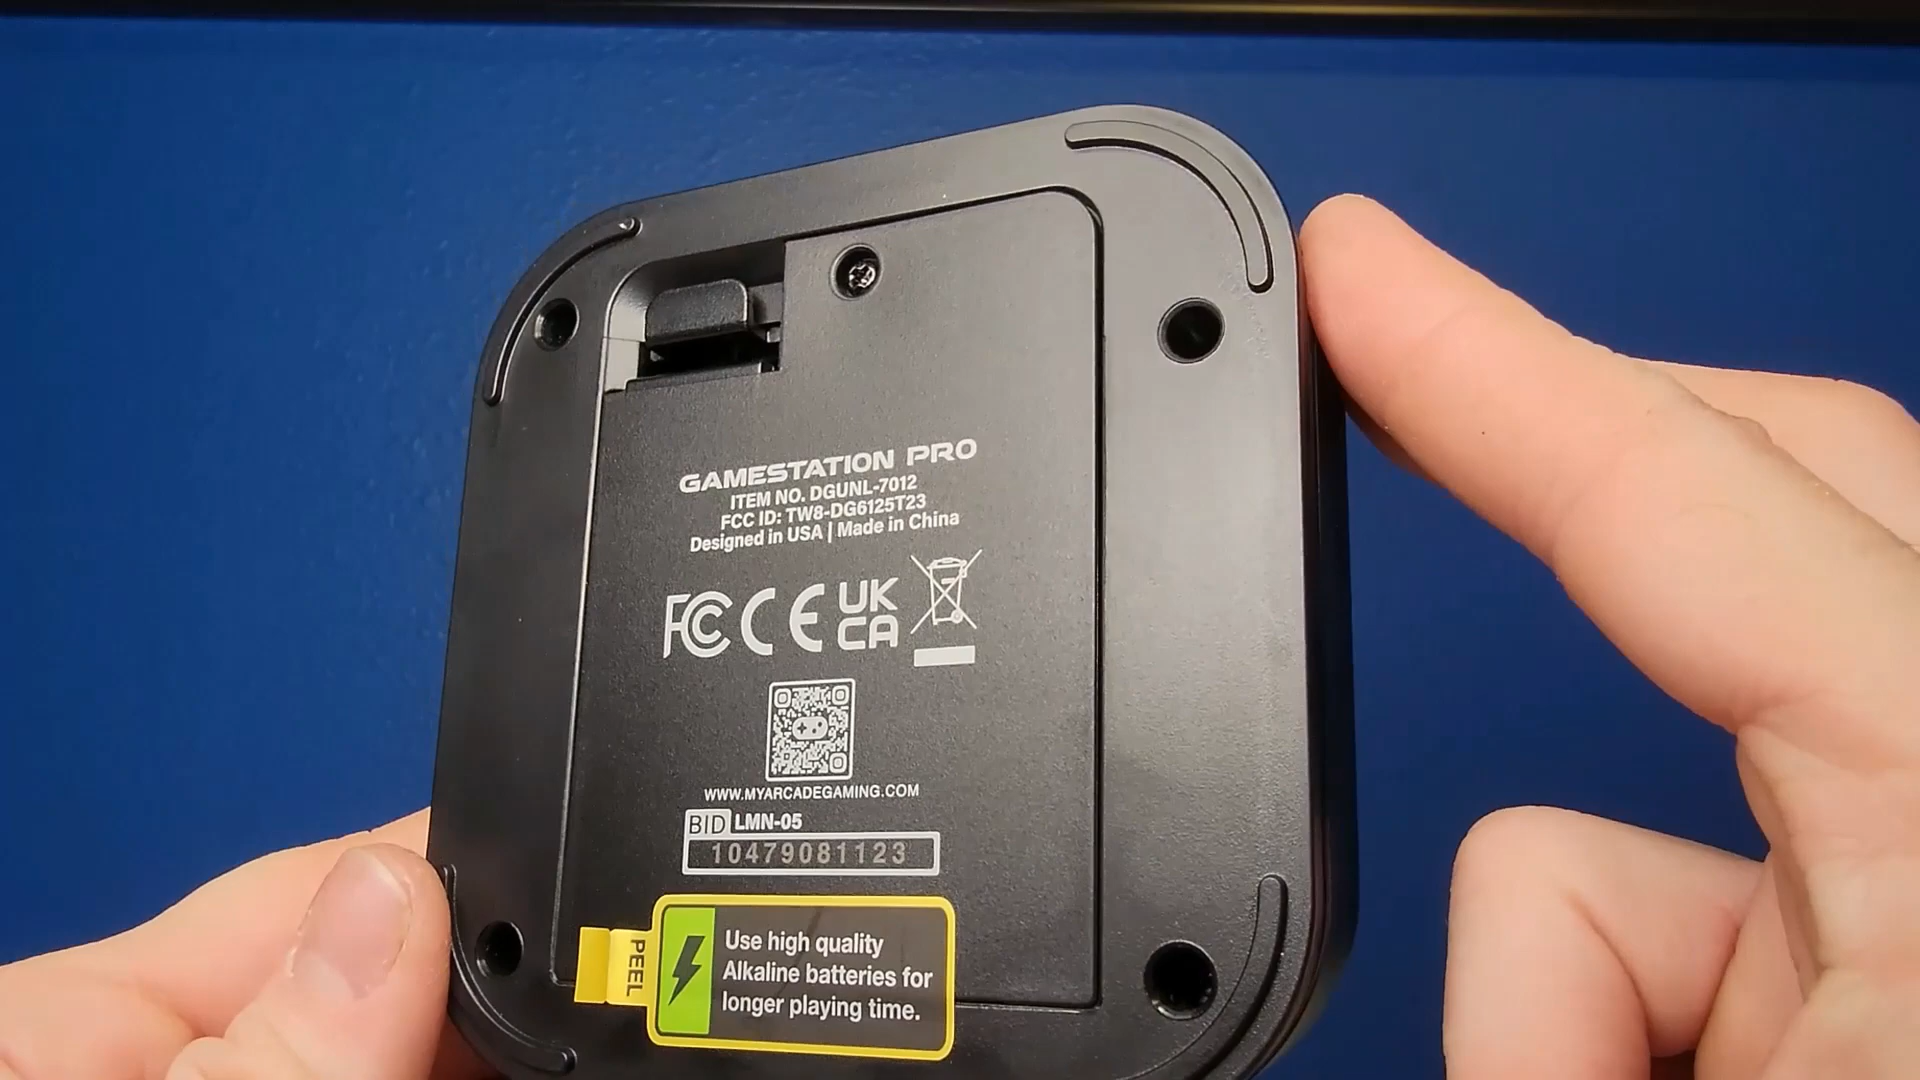 GAMESTATION PRO
ITEM NO. DGUNL-7012
FCC ID: TW8-DG6125T23
Designed in USA | Made in China
FC CE UK
CA
WWW.MYARCADEGAMING.COM
BID LMN-05
10479081123
PEEL
Use high quality
Alkaline batteries for
longer playing time.